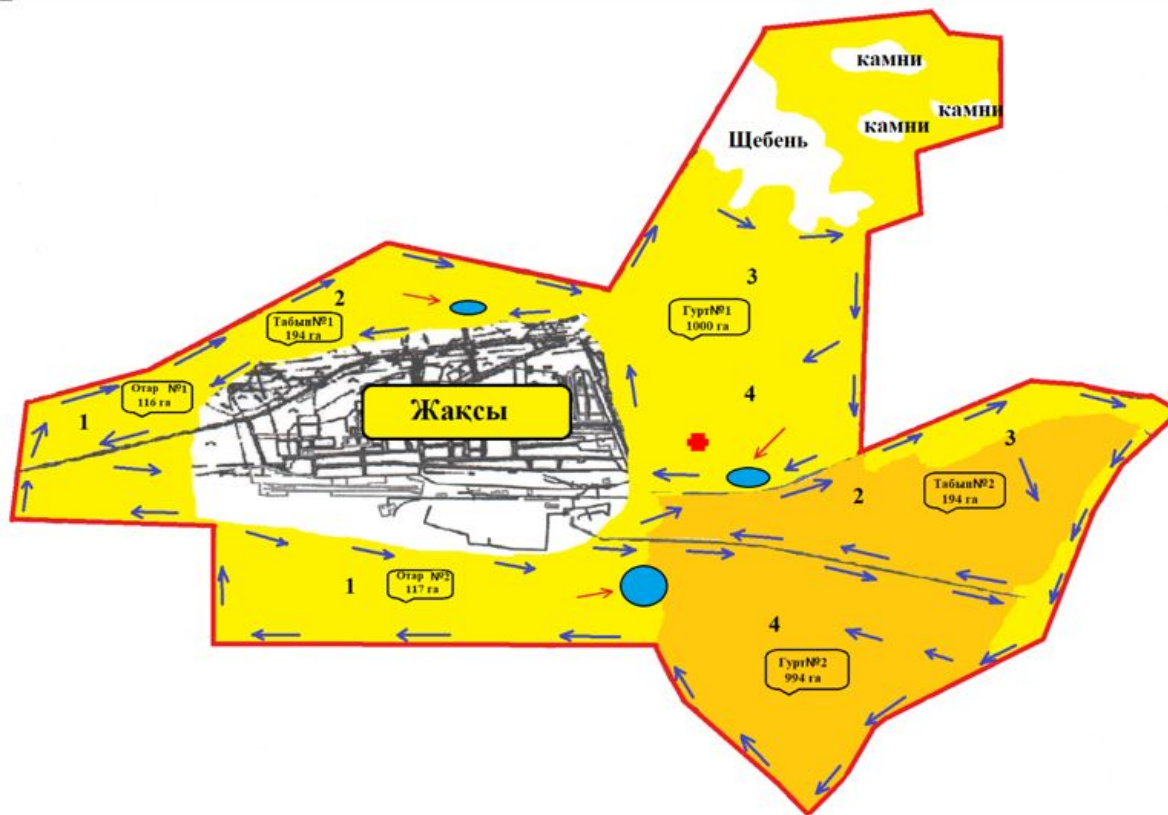 камни
камни
камни
Щебень
2
3
Табын№1
194 га
Гурт№1
1000 га
Отар №1
116 га
1
Жақсы
4
3
2
Табын№2
194 га
Отар №2
117 га
1
4
Гурт№2
994 га